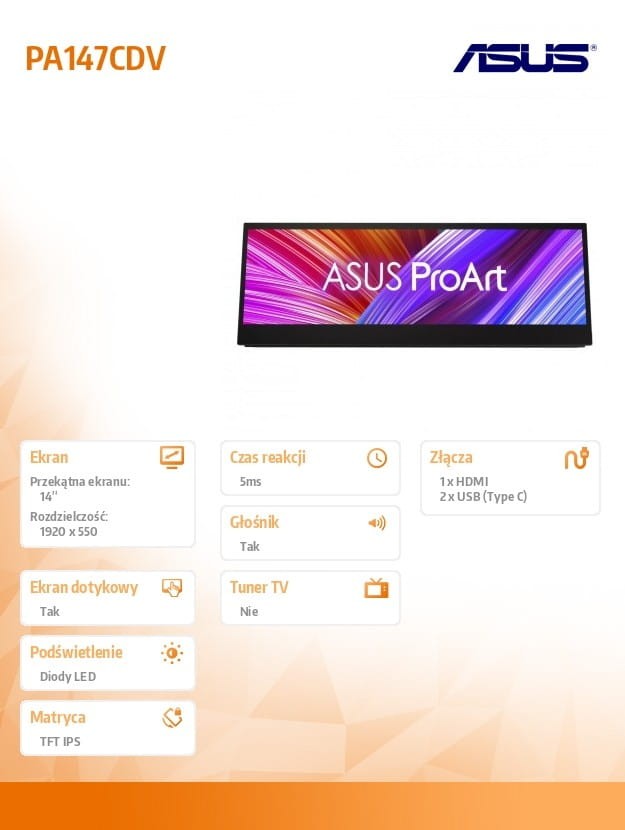 PA147CDV
ASUS®
ASUS ProArt
Ekran
Przekątna ekranu:
14''
Rozdzielczość:
1920 x 550
Ekran dotykowy
Tak
Podświetlenie
Diody LED
Matryca
TFT IPS
Czas reakcji
5ms
Głośnik
Tak
Tuner TV
Nie
Złącza
1 x HDMI
2 x USB (Type C)